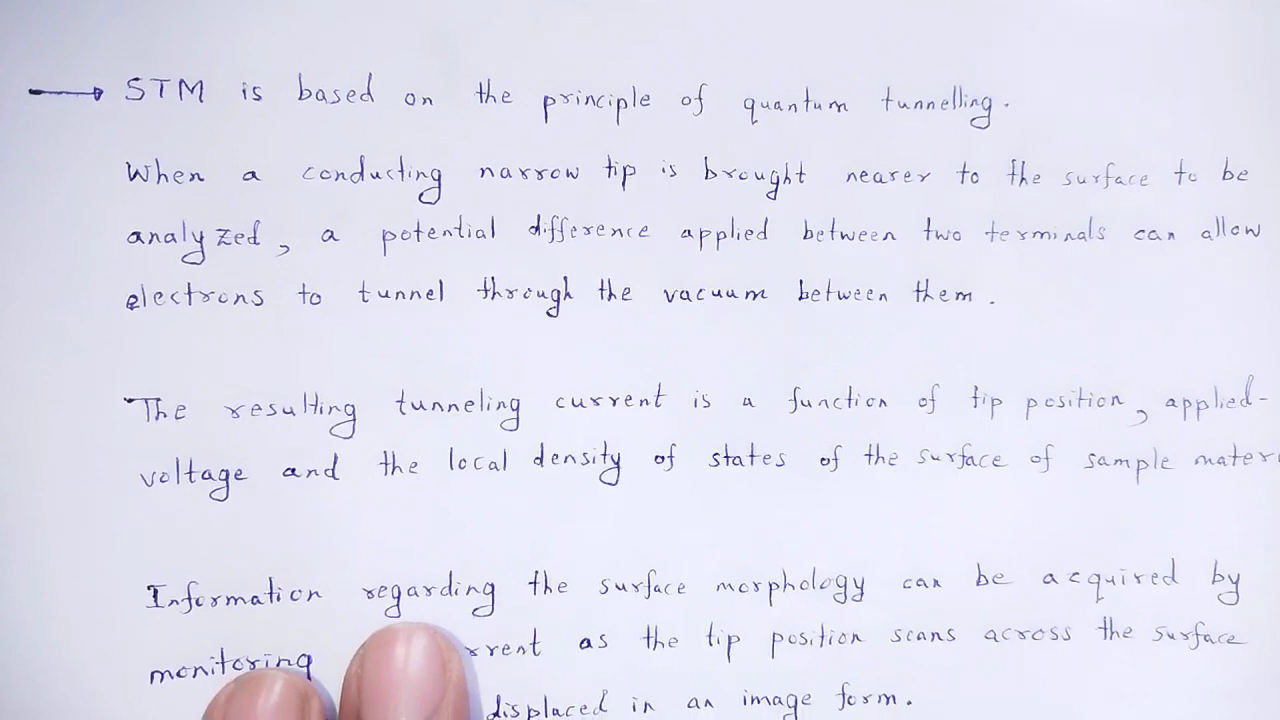 STM is based on the principle of quantum tunnelling.
When a conducting narrow tip is brought nearer to the surface to be
analyzed, a potential difference applied between two terminals can allow
electrons to tunnel through the vacuum between them.
The resulting tunneling current is a function of tip position, applied-
voltage and the local density of states of the surface of sample
Information regarding the surface morphology can be acquired by
monitoring as the tip position scans across the surface
displaced in an image form.